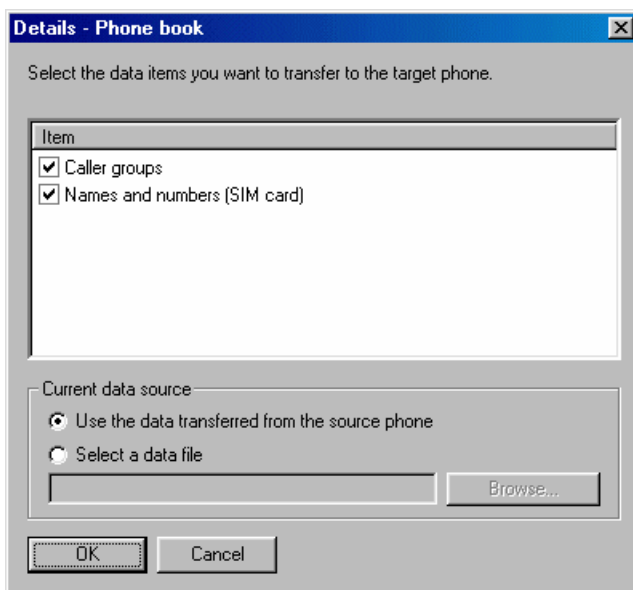 Details - Phone book
Select the data items you want to transfer to the target phone.
Item
Caller groups
Names and numbers (SIM card)
Current data source
Use the data transferred from the source phone
Select a data file
Browse...
OK
Cancel